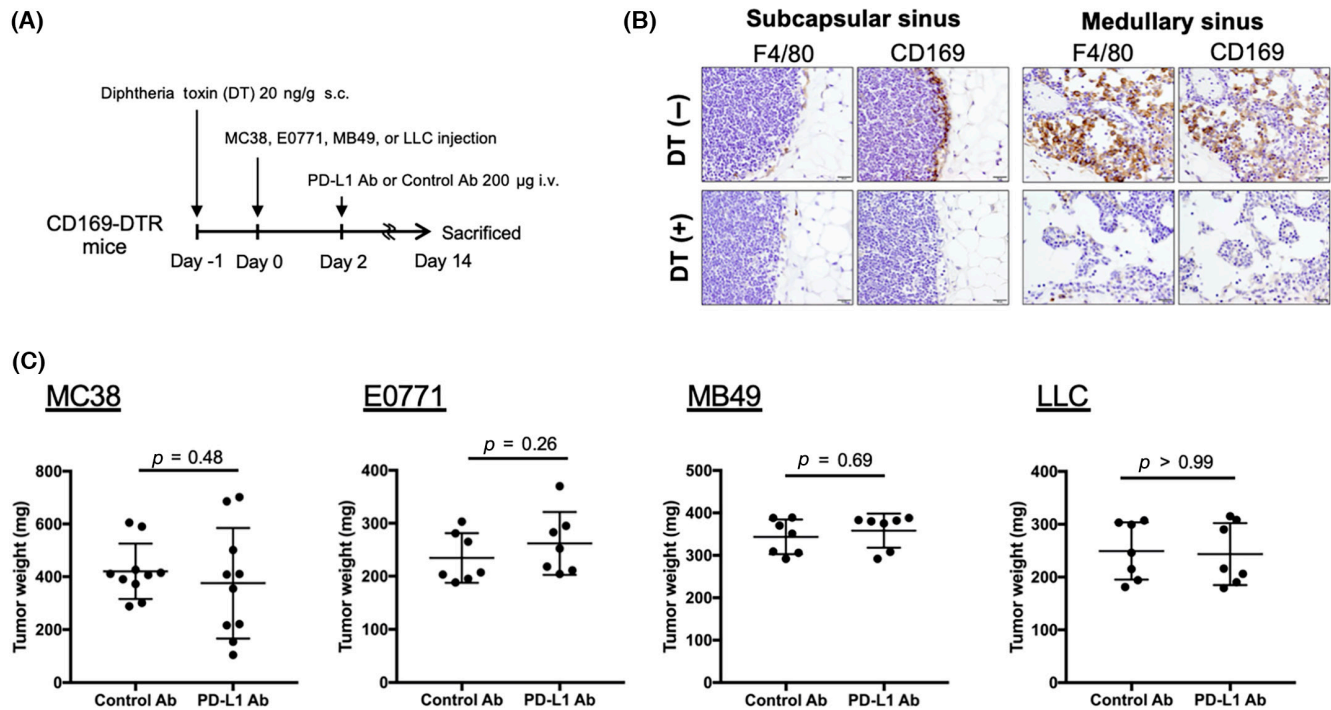 (A)
Diphtheria toxin (DT) 20 ng/g s.c.
MC38, E0771, MB49, or LLC injection
PD-L1 Ab or Control Ab 200 µg i.v.
CD169-DTR
mice
Sacrificed
Day -1
Day 0
Day 2
Day 14
(B)
Subcapsular sinus
Medullary sinus
F4/80
CD169
F4/80
CD169
DT (–)
DT (+)
(C)
MC38
p = 0.48
Tumor weight (mg)
800
600
400
200
0
Control Ab
PD-L1 Ab
E0771
p = 0.26
Tumor weight (mg)
400
300
200
100
0
Control Ab
PD-L1 Ab
MB49
p = 0.69
Tumor weight (mg)
500
400
300
200
100
0
Control Ab
PD-L1 Ab
LLC
p > 0.99
Tumor weight (mg)
400
300
200
100
0
Control Ab
PD-L1 Ab